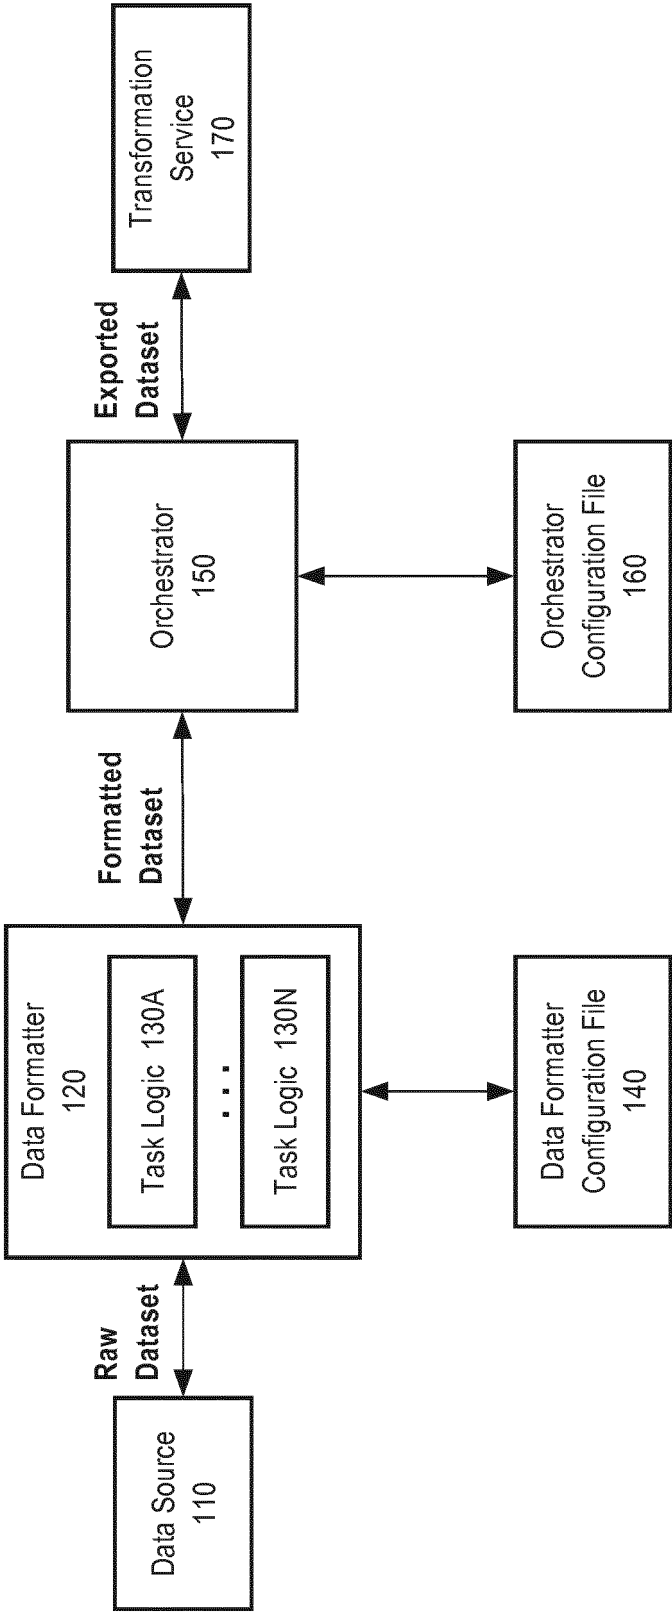 Data Source
110
Raw
Dataset
Data Formatter
120
Task Logic 130A
...
Task Logic 130N
Data Formatter
Configuration File
140
Formatted
Dataset
Orchestrator
150
Orchestrator
Configuration File
160
Exported
Dataset
Transformation
Service
170